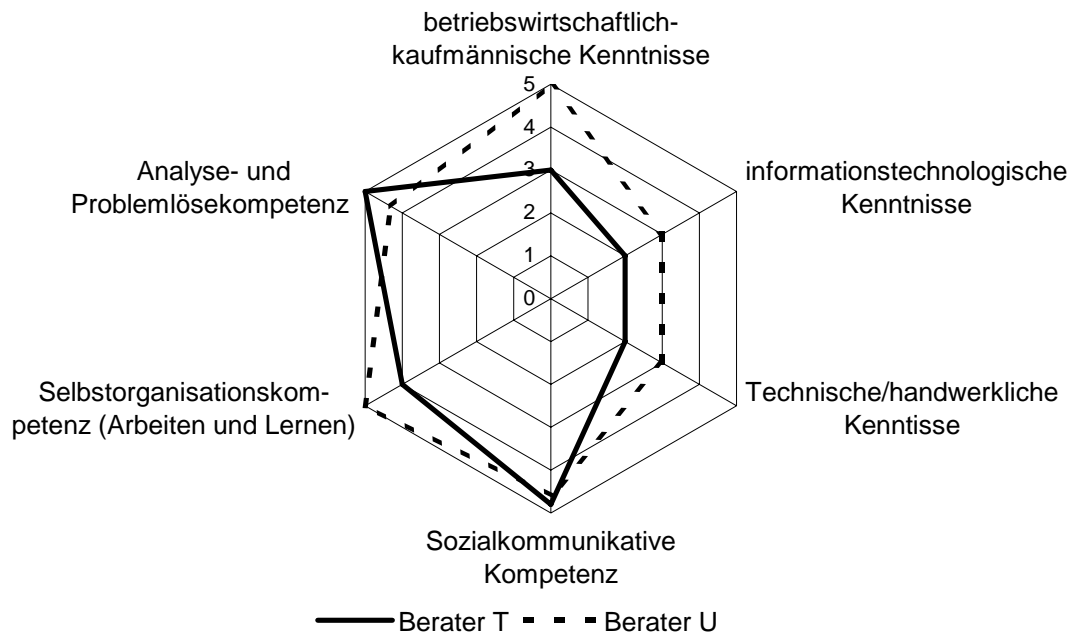 betriebswirtschaftlich-
kaufmännische Kenntnisse
5
4
3
2
1
0
informationstechnologische
Kenntnisse
Technische/handwerkliche
Kenntisse
Sozialkommunikative
Kompetenz
Selbstorganisationskom-
petenz (Arbeiten und Lernen)
Analyse- und
Problemlösekompetenz
Berater T Berater U